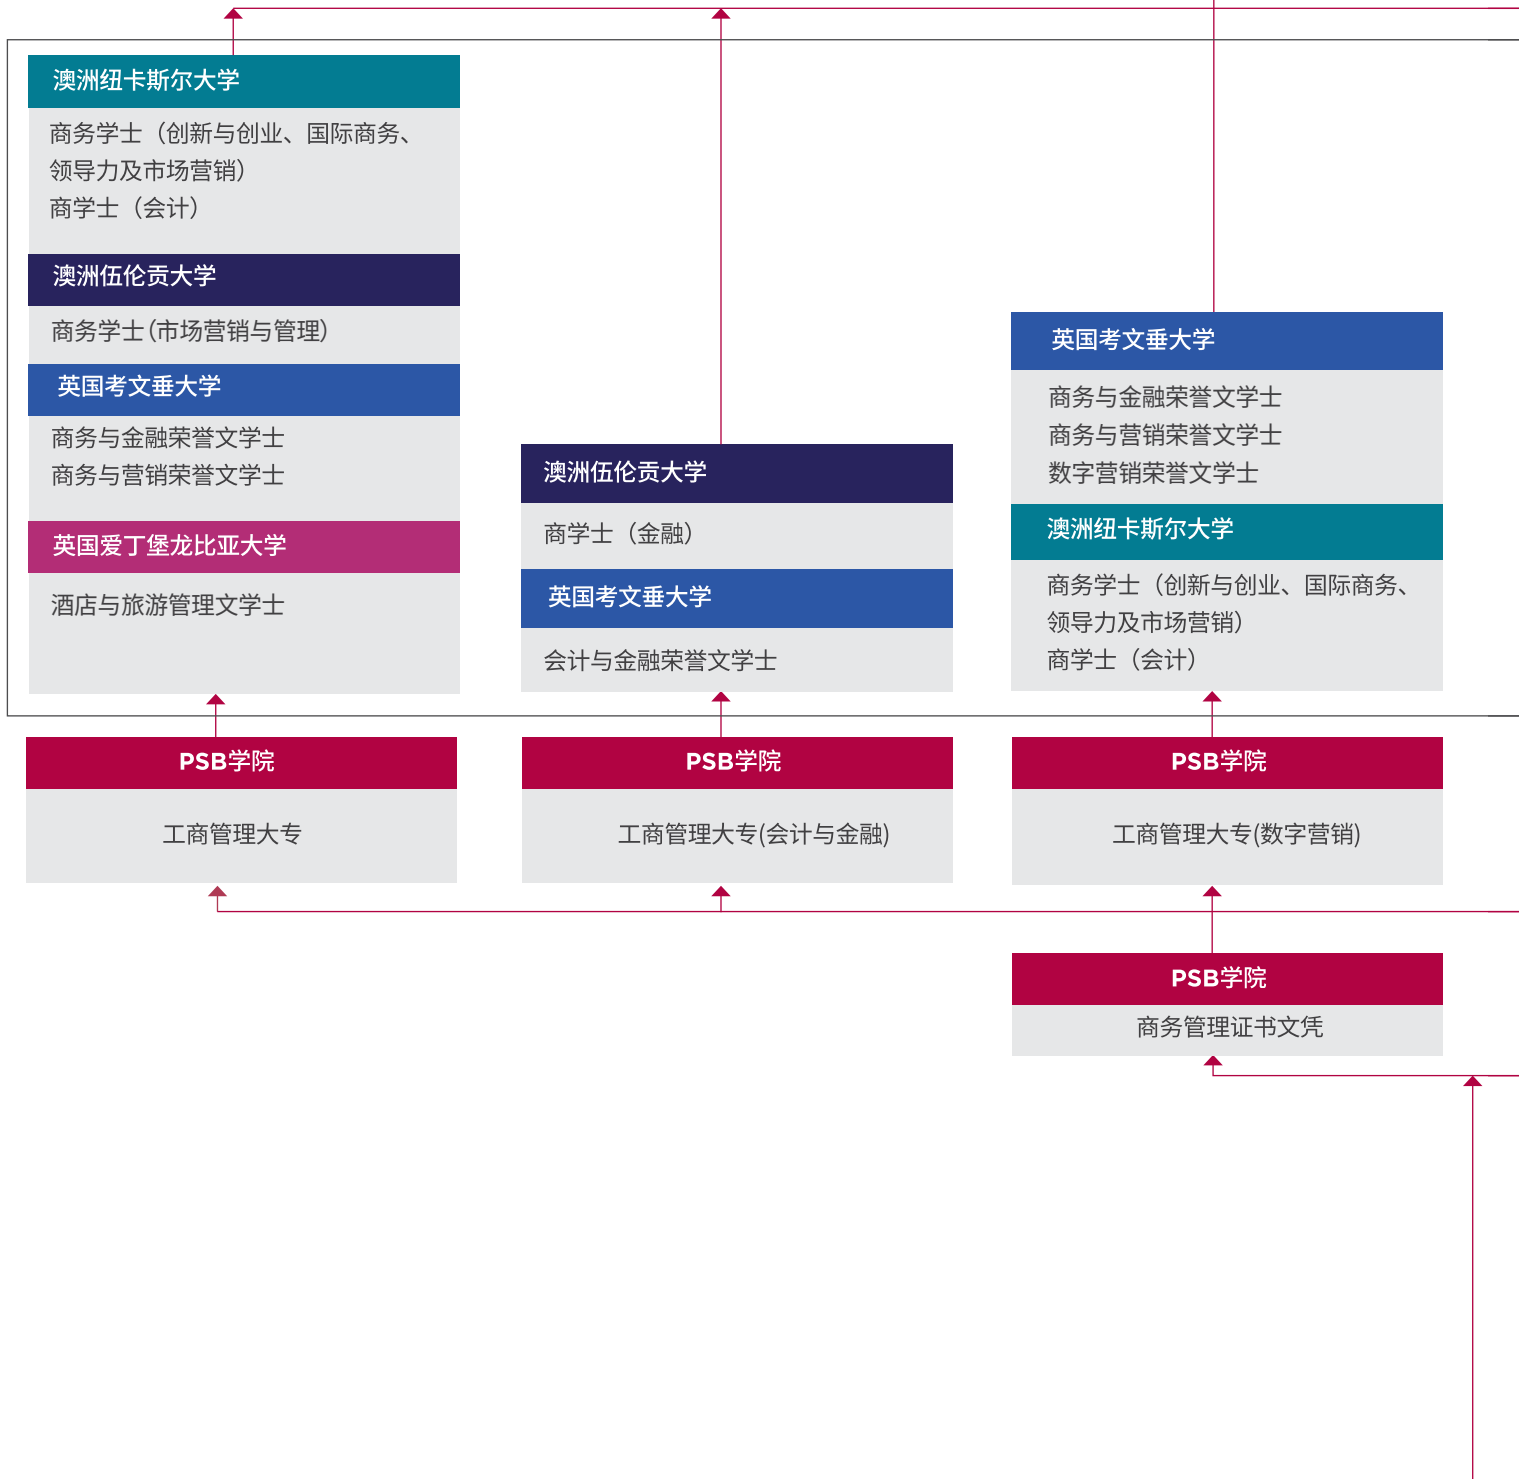 澳洲纽卡斯尔大学
商务学士（创新与创业、国际商务、
领导力及市场营销）
商学士（会计）
澳洲伍伦贡大学
商务学士(市场营销与管理)
英国考文垂大学
商务与金融荣誉文学士
商务与营销荣誉文学士
英国爱丁堡龙比亚大学
酒店与旅游管理文学士
澳洲伍伦贡大学
商学士（金融）
英国考文垂大学
会计与金融荣誉文学士
英国考文垂大学
商务与金融荣誉文学士
商务与营销荣誉文学士
数字营销荣誉文学士
澳洲纽卡斯尔大学
商务学士（创新与创业、国际商务、
领导力及市场营销）
商学士（会计）
PSB学院
工商管理大专
PSB学院
工商管理大专(会计与金融)
PSB学院
工商管理大专(数字营销)
PSB学院
商务管理证书文凭